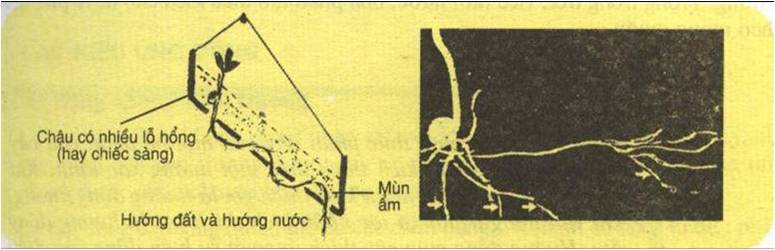 Chậu có nhiều lỗ hổng
(hay chiếc sàng)
Mùn
ẩm
Hướng đất và hướng nước